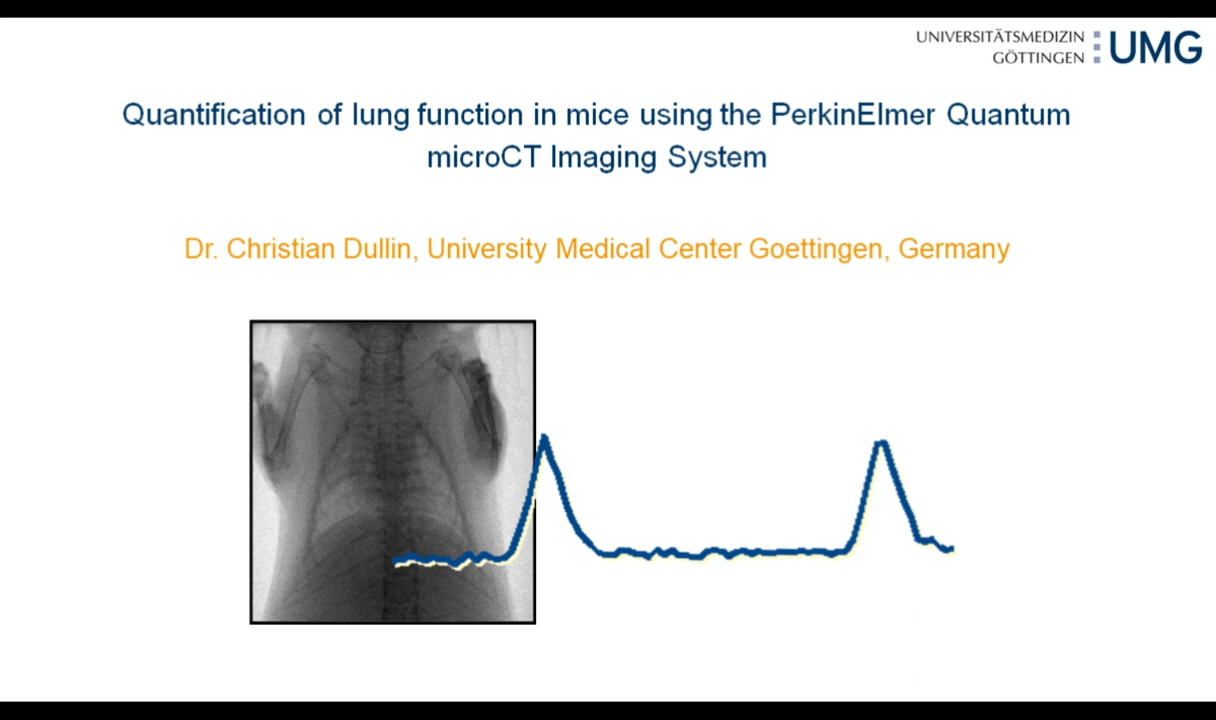 UNIVERSITÄTSMEDIZIN
GÖTTINGEN
UMG
Quantification of lung function in mice using the PerkinElmer Quantum
microCT Imaging System
Dr. Christian Dullin, University Medical Center Goettingen, Germany